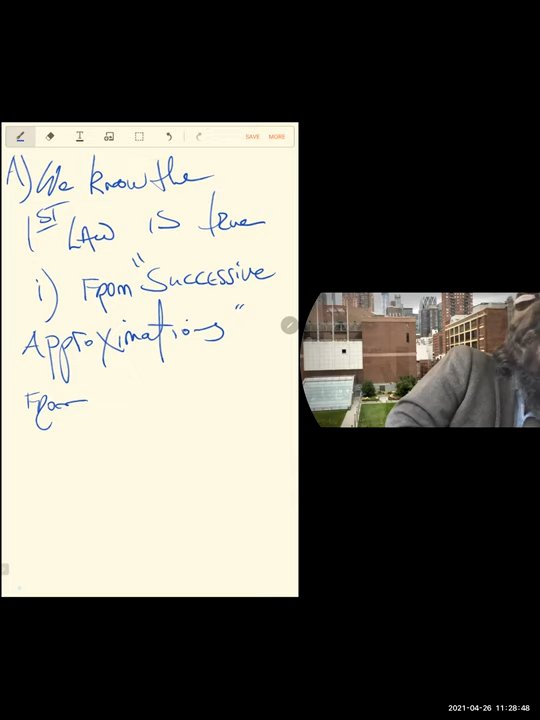 SAVE MORE
A) We know the
1ST LAW is true
i) From "Successive
Approximations"
From
2021-04-26 11:28:48